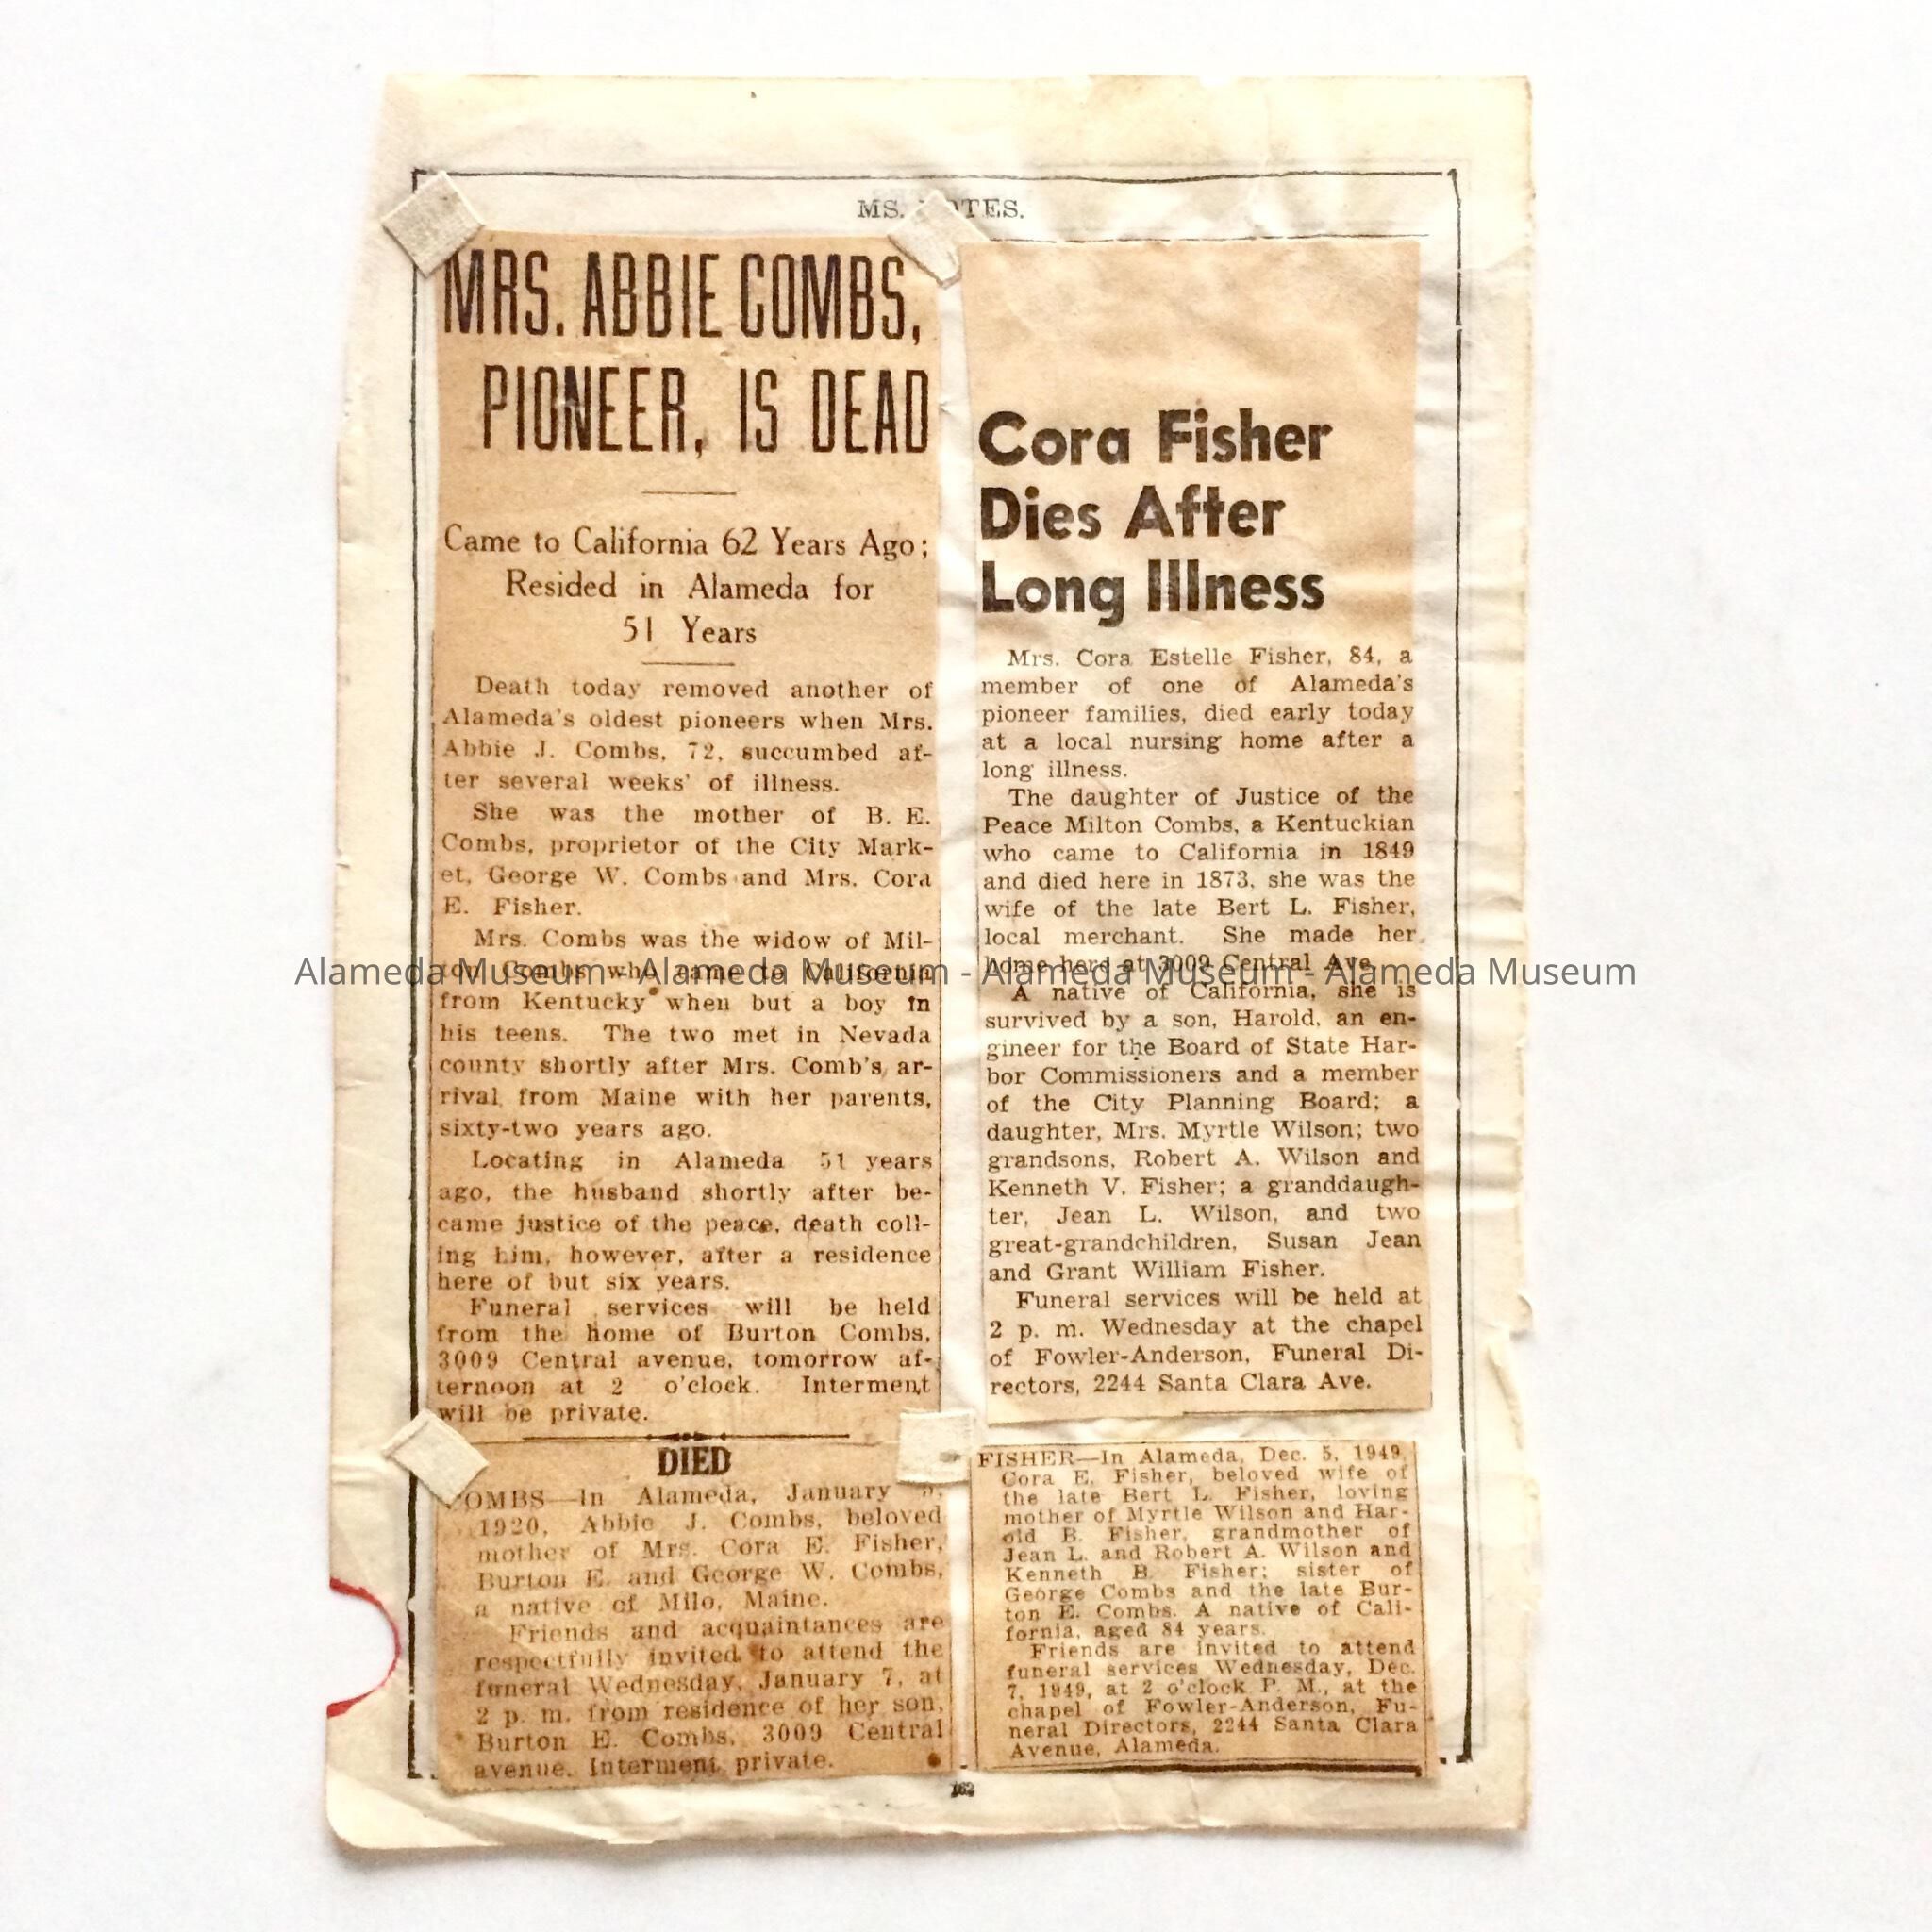 MS. NOTES.
MRS. ABBIE COMBS,
PIONEER, IS DEAD
Came to California 62 Years Ago;
Resided in Alameda for
51 Years
Death today removed another of
Alameda's oldest pioneers when Mrs.
Abbie J. Combs, 72, succumbed af-
ter several weeks' of illness.
She was the mother of B. E.
Combs, proprietor of the City Mark-
et, George W. Combs and Mrs. Cora
E. Fisher.
Mrs. Combs was the widow of Mil-
ton Combs who came to California
from Kentucky when but a boy in
his teens. The two met in Nevada
county shortly after Mrs. Comb's ar-
rival from Maine with her parents,
sixty-two years ago.
Locating in Alameda 51 years
ago, the husband shortly after be-
came justice of the peace, death coll-
ing him, however, after a residence
here of but six years.
Funeral services will be held
from the home of Burton Combs,
3009 Central avenue, tomorrow af-
ternoon at 2 o'clock. Interment
will be private.
DIED
COMBS—In Alameda, January 5,
1920, Abbie J. Combs, beloved
mother of Mrs. Cora E. Fisher,
Burton E. and George W. Combs,
a native of Milo, Maine.
Friends and acquaintances are
respectfully invited to attend the
funeral Wednesday, January 7, at
2 p. m. from residence of her son,
Burton E. Combs, 3009 Central
avenue. Interment private.
Cora Fisher
Dies After
Long Illness
Mrs. Cora Estelle Fisher, 84, a
member of one of Alameda's
pioneer families, died early today
at a local nursing home after a
long illness.
The daughter of Justice of the
Peace Milton Combs, a Kentuckian
who came to California in 1849
and died here in 1873, she was the
wife of the late Bert L. Fisher,
local merchant. She made her
home here at 3009 Central Ave.
A native of California, she is
survived by a son, Harold, an en-
gineer for the Board of State Har-
bor Commissioners and a member
of the City Planning Board; a
daughter, Mrs. Myrtle Wilson; two
grandsons, Robert A. Wilson and
Kenneth V. Fisher; a granddaugh-
ter, Jean L. Wilson, and two
great-grandchildren, Susan Jean
and Grant William Fisher.
Funeral services will be held at
2 p. m. Wednesday at the chapel
of Fowler-Anderson, Funeral Di-
rectors, 2244 Santa Clara Ave.
FISHER—In Alameda, Dec. 5, 1949,
Cora E. Fisher, beloved wife of
the late Bert L. Fisher, loving
mother of Myrtle Wilson and Har-
old B. Fisher, grandmother of
Jean L. and Robert A. Wilson and
Kenneth B. Fisher; sister of
George Combs and the late Bur-
ton E. Combs. A native of Cali-
fornia, aged 84 years.
Friends are invited to attend
funeral services Wednesday, Dec.
7, 1949, at 2 o'clock P. M., at the
chapel of Fowler-Anderson, Fu-
neral Directors, 2244 Santa Clara
Avenue, Alameda.
162
Alameda Museum - Alameda Museum - Alameda Museum - Alameda Museum